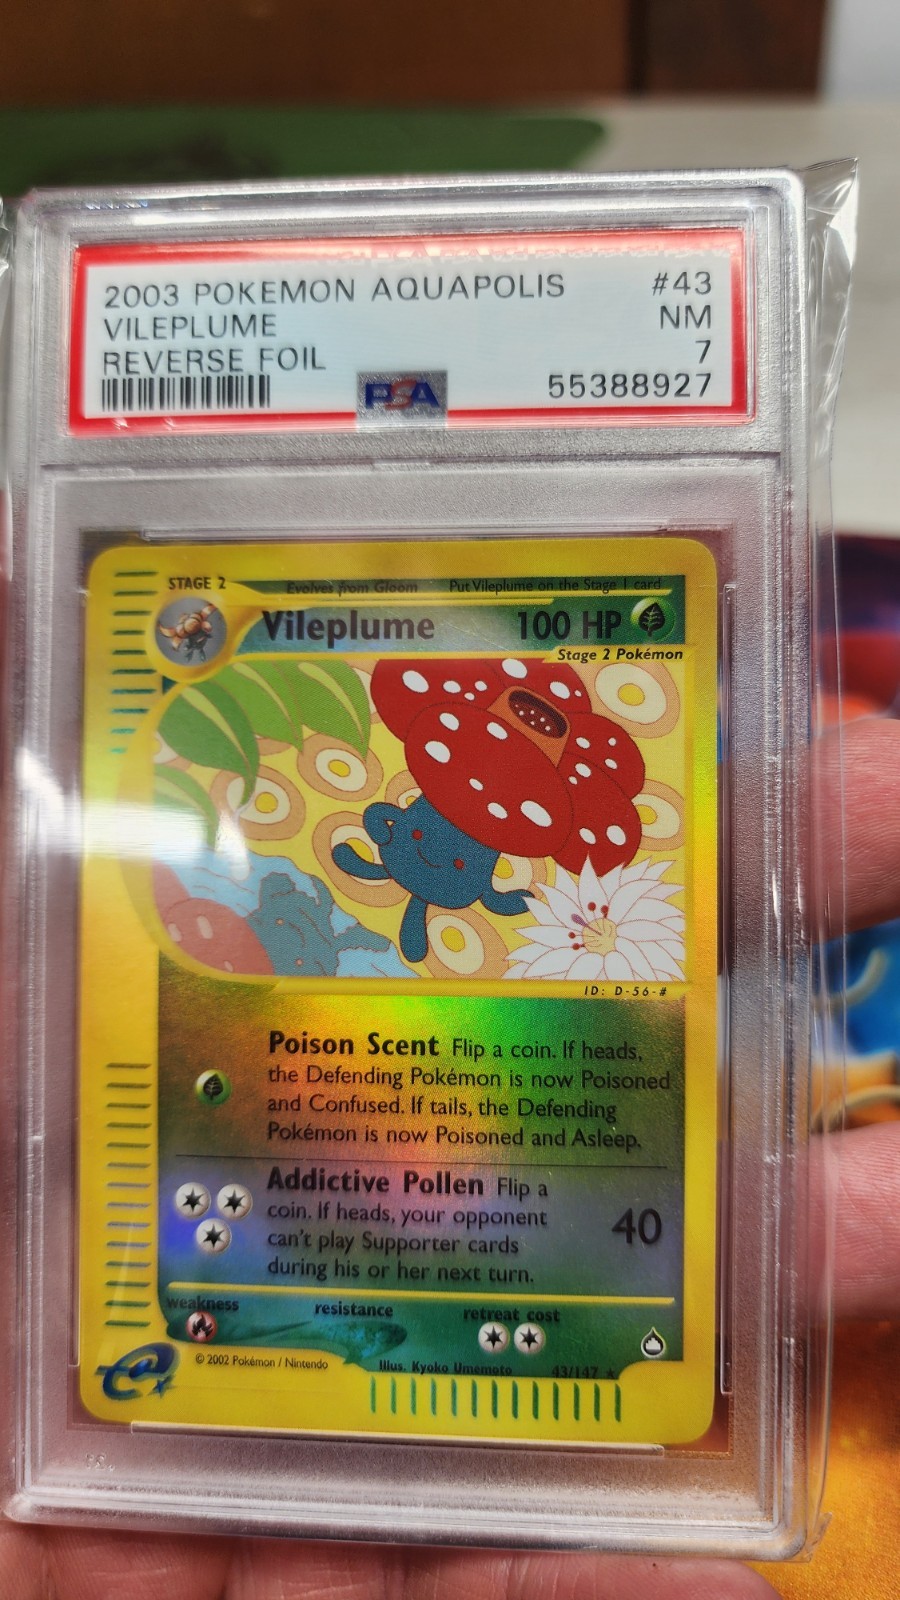 2003 POKEMON AQUAPOLIS #43
VILEPLUME NM
REVERSE FOIL 7
PSA 55388927
STAGE 2 Evolves from Gloom Put Vileplume on the Stage 1 card
Vileplume 100 HP
Stage 2 Pokémon
ID: D-56-#
Poison Scent Flip a coin. If heads,
the Defending Pokémon is now Poisoned
and Confused. If tails, the Defending
Pokémon is now Poisoned and Asleep.
Addictive Pollen Flip a
coin. If heads, your opponent
can't play Supporter cards
during his or her next turn.
40
weakness resistance retreat cost
© 2002 Pokémon / Nintendo
Illus. Kyoko Umemoto 43/147 ★